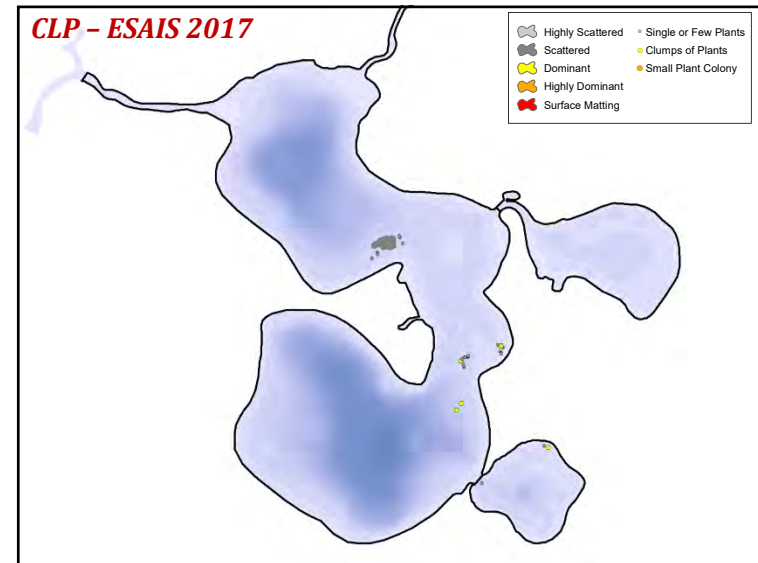 CLP – ESAIS 2017
Highly Scattered
Scattered
Dominant
Highly Dominant
Surface Matting
Single or Few Plants
Clumps of Plants
Small Plant Colony